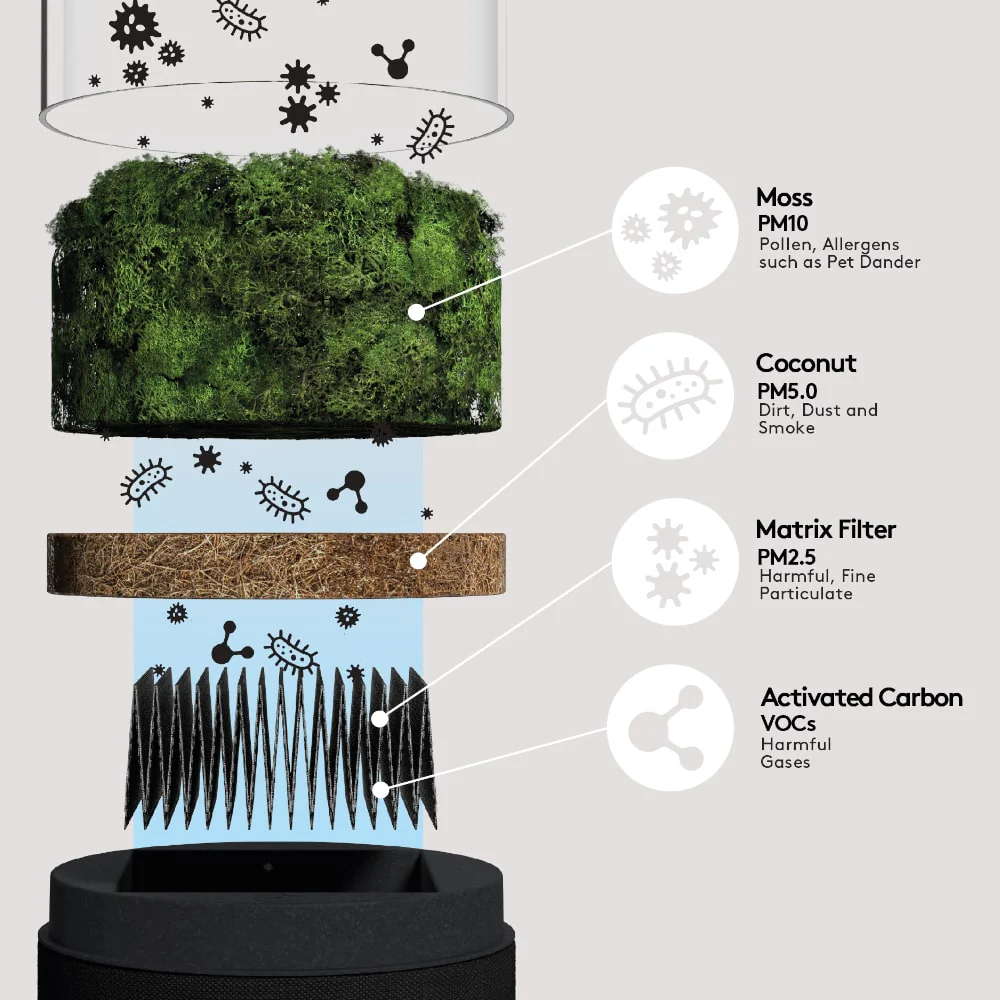 Moss
PM10
Pollen, Allergens
such as Pet Dander
Coconut
PM5.0
Dirt, Dust and
Smoke
Matrix Filter
PM2.5
Harmful, Fine
Particulate
Activated Carbon
VOCs
Harmful
Gases